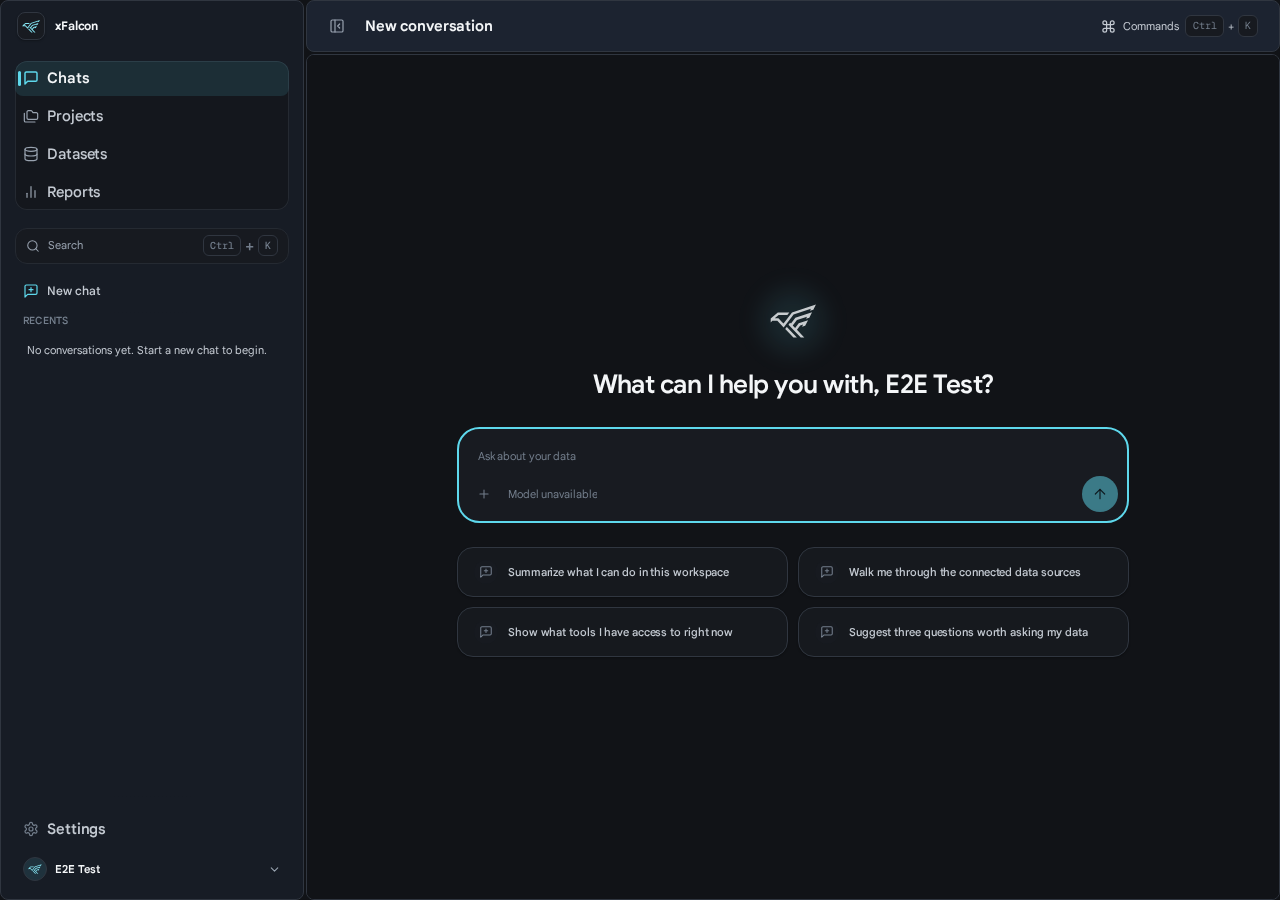 xFalcon
Chats
Projects
Datasets
Reports
Search Ctrl + K
New chat
RECENTS
No conversations yet. Start a new chat to begin.
Settings
E2E Test
New conversation
Commands Ctrl + K
What can I help you with, E2E Test?
Ask about your data
Model unavailable
Summarize what I can do in this workspace
Walk me through the connected data sources
Show what tools I have access to right now
Suggest three questions worth asking my data